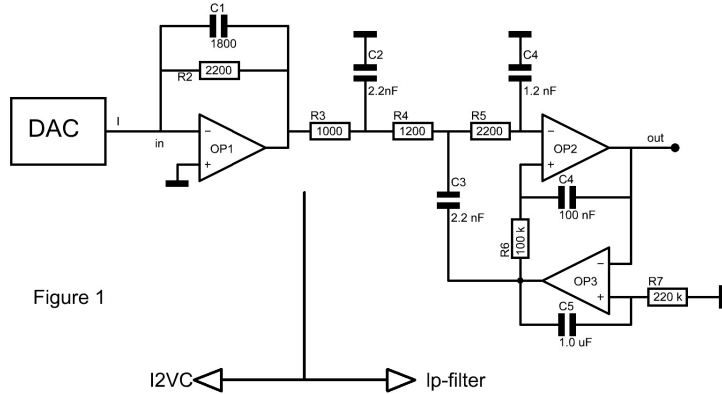 C1
1800
R2 2200
DAC
I
in
−
+
OP1
R3
1000
C2
2.2nF
R4
1200
R5
2200
C4
1.2 nF
−
+
OP2
out
C3
2.2 nF
C4
100 nF
R6
100 k
−
+
OP3
R7
220 k
C5
1.0 uF
Figure 1
I2VC
lp-filter